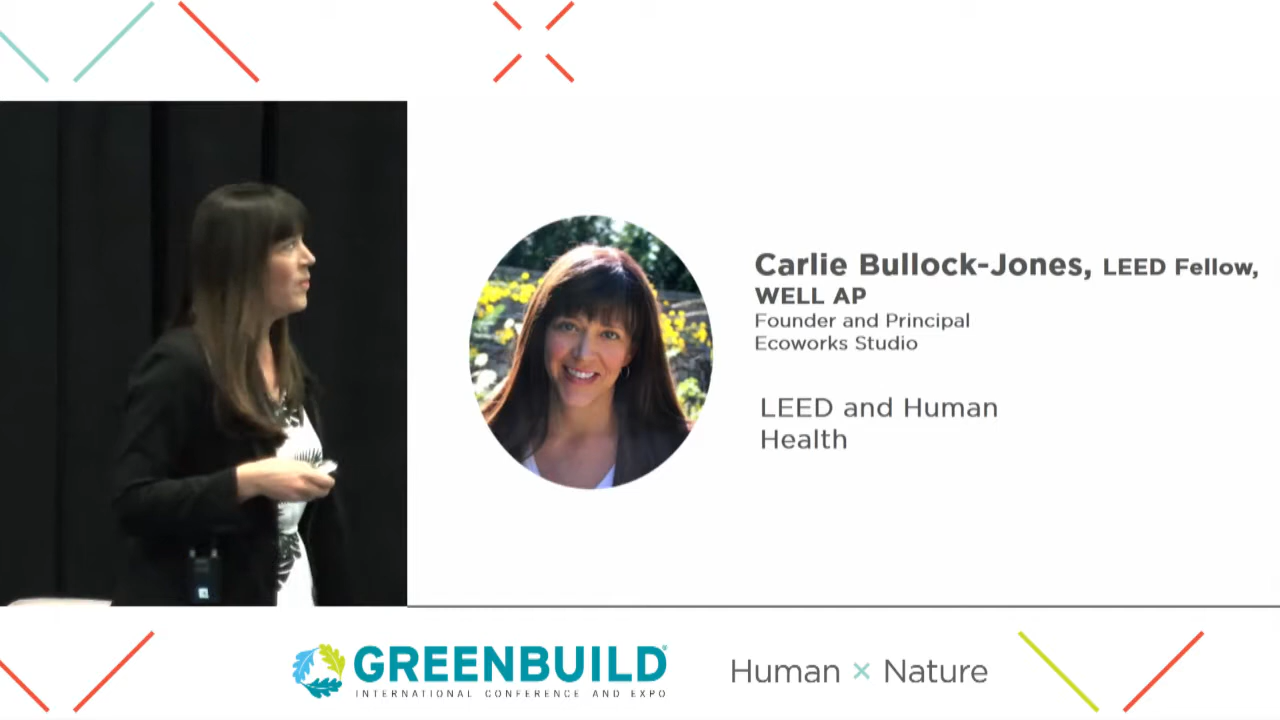 Carlie Bullock-Jones, LEED Fellow,
WELL AP
Founder and Principal
Ecoworks Studio
LEED and Human
Health
GREENBUILD®
INTERNATIONAL CONFERENCE AND EXPO
Human × Nature